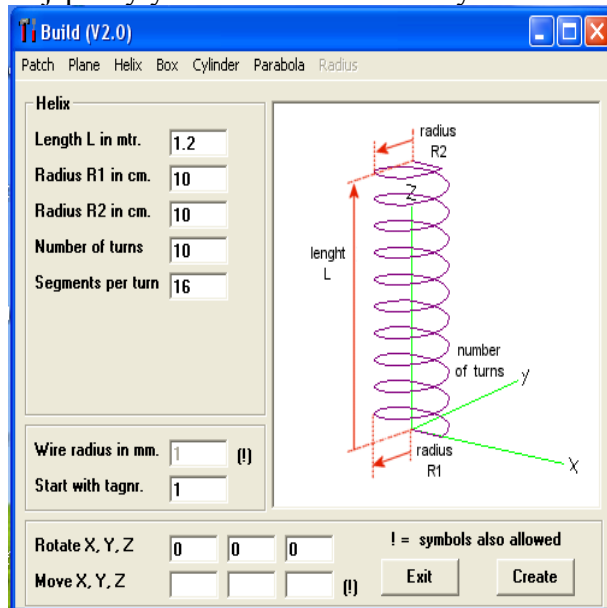 Build (V2.0)
Patch Plane Helix Box Cylinder Parabola Radius
Helix
Length L in mtr. 1.2
Radius R1 in cm. 10
Radius R2 in cm. 10
Number of turns 10
Segments per turn 16
radius
R2
Z
lenght
L
number
of turns
y
X
radius
R1
Wire radius in mm. 1 (!)
Start with tagnr. 1
Rotate X, Y, Z 0 0 0
! = symbols also allowed
Move X, Y, Z (!)
Exit Create